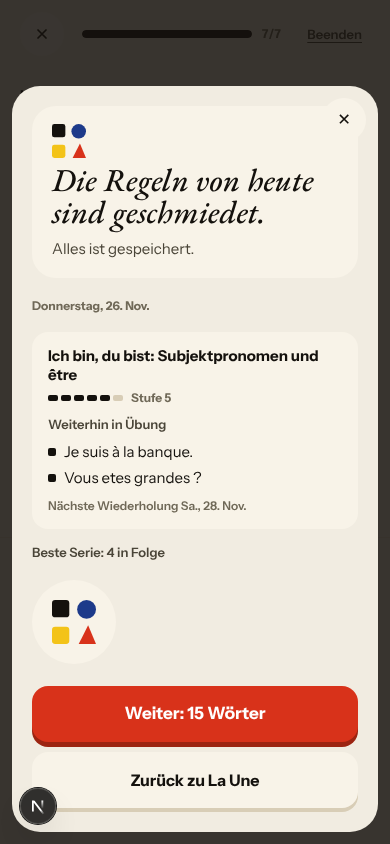 7/7
Beenden
Die Regeln von heute
sind geschmiedet.
Alles ist gespeichert.
Donnerstag, 26. Nov.
Ich bin, du bist: Subjektpronomen und
être
Stufe 5
Weiterhin in Übung
Je suis à la banque.
Vous etes grandes ?
Nächste Wiederholung Sa., 28. Nov.
Beste Serie: 4 in Folge
Weiter: 15 Wörter
Zurück zu La Une
N